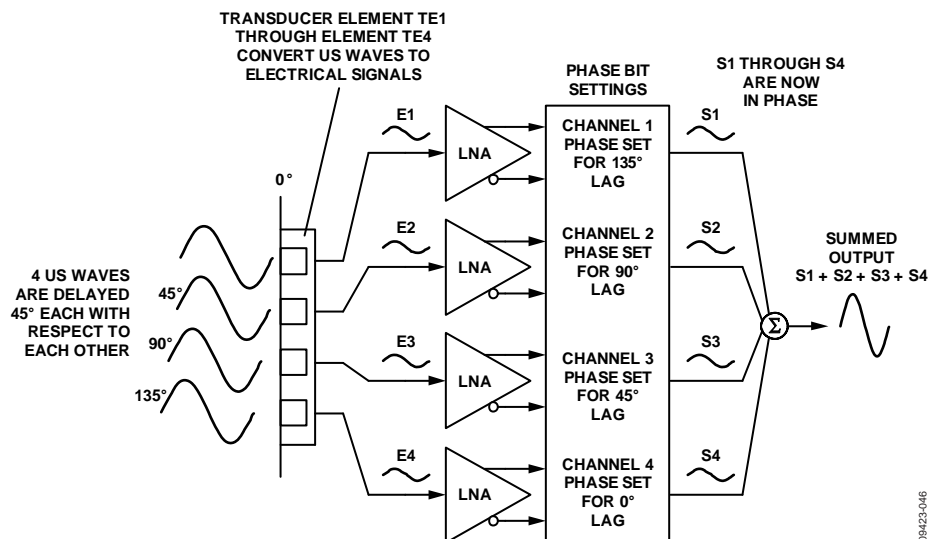 TRANSDUCER ELEMENT TE1
THROUGH ELEMENT TE4
CONVERT US WAVES TO
ELECTRICAL SIGNALS
PHASE BIT
SETTINGS
S1 THROUGH S4
ARE NOW
IN PHASE
0°
4 US WAVES
ARE DELAYED
45° EACH WITH
RESPECT TO
EACH OTHER
45°
90°
135°
E1
LNA
CHANNEL 1
PHASE SET
FOR 135°
LAG
S1
E2
LNA
CHANNEL 2
PHASE SET
FOR 90°
LAG
S2
E3
LNA
CHANNEL 3
PHASE SET
FOR 45°
LAG
S3
E4
LNA
CHANNEL 4
PHASE SET
FOR 0°
LAG
S4
Σ
SUMMED
OUTPUT
S1 + S2 + S3 + S4
09423-046